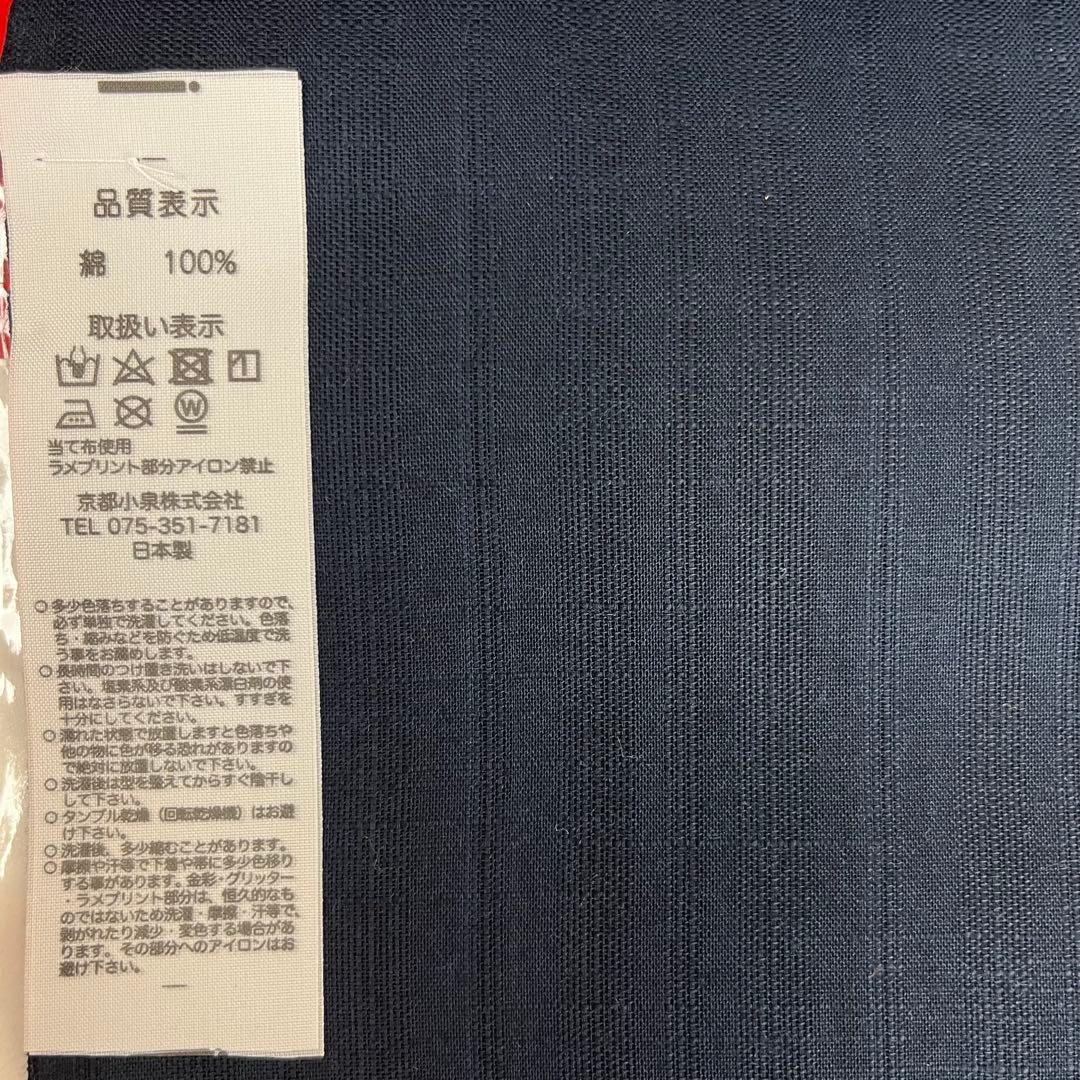 品質表示
綿 100%
取扱い表示
W
当て布使用
ラメプリント部分アイロン禁止
京都小泉株式会社
TEL 075-351-7181
日本製
○多少色落ちすることがありますので、
必ず単独で洗濯してください。色落
ち・縮みなどを防ぐため低温度で洗
う事をお薦めします。
○長時間のつけ置き洗いはしないで下
さい。塩素系及び酸素系漂白剤の使
用はなさらないで下さい。すすぎを
十分にしてください。
○濡れた状態で放置しますと色落ちや
他の物に色が移る恐れがありますの
で絶対に放置しないで下さい。
○洗濯後は型を整えてからすぐ陰干し
して下さい。
○タンブル乾燥（回転乾燥機）はお避
け下さい。
○洗濯後、多少縮むことがあります。
○摩擦や汗等で下着や帯に多少色移り
する事があります。金彩・グリッター
・ラメプリント部分は、恒久的なも
のではないため洗濯・摩擦・汗等で、
剥がれたり減少・変色する場合があ
ります。その部分へのアイロンはお
避け下さい。